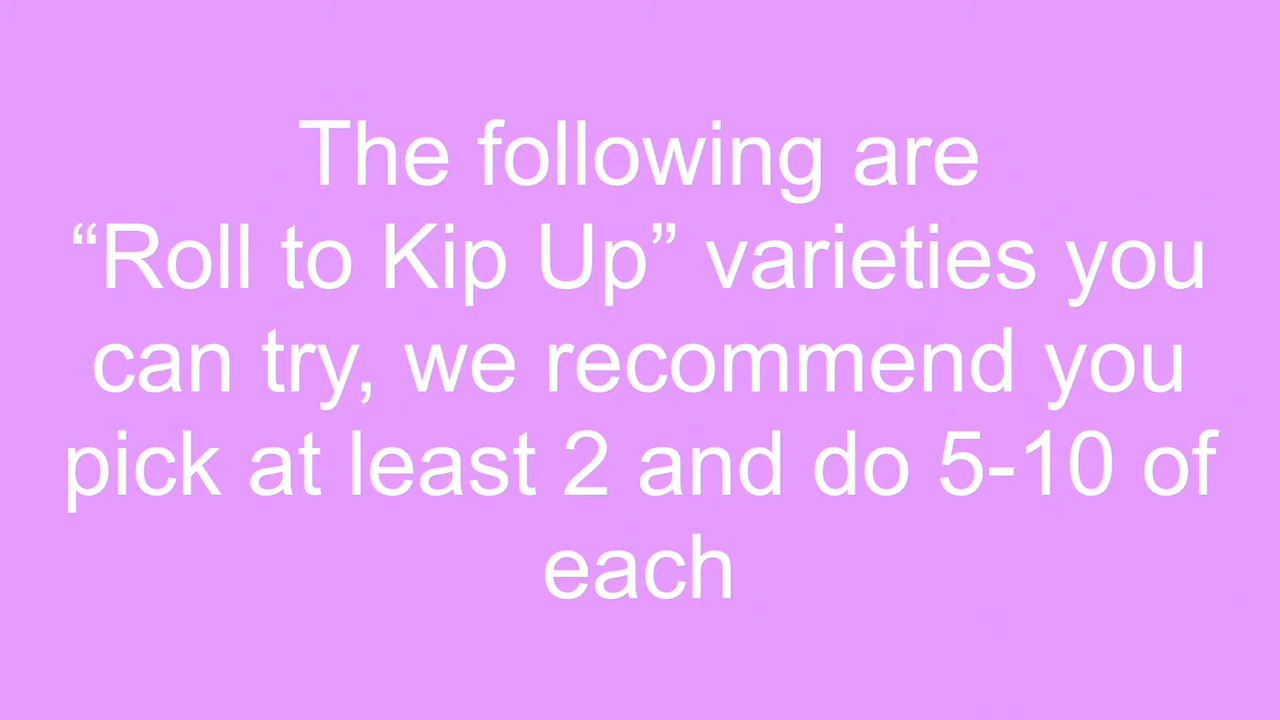 The following are
“Roll to Kip Up” varieties you
can try, we recommend you
pick at least 2 and do 5-10 of
each